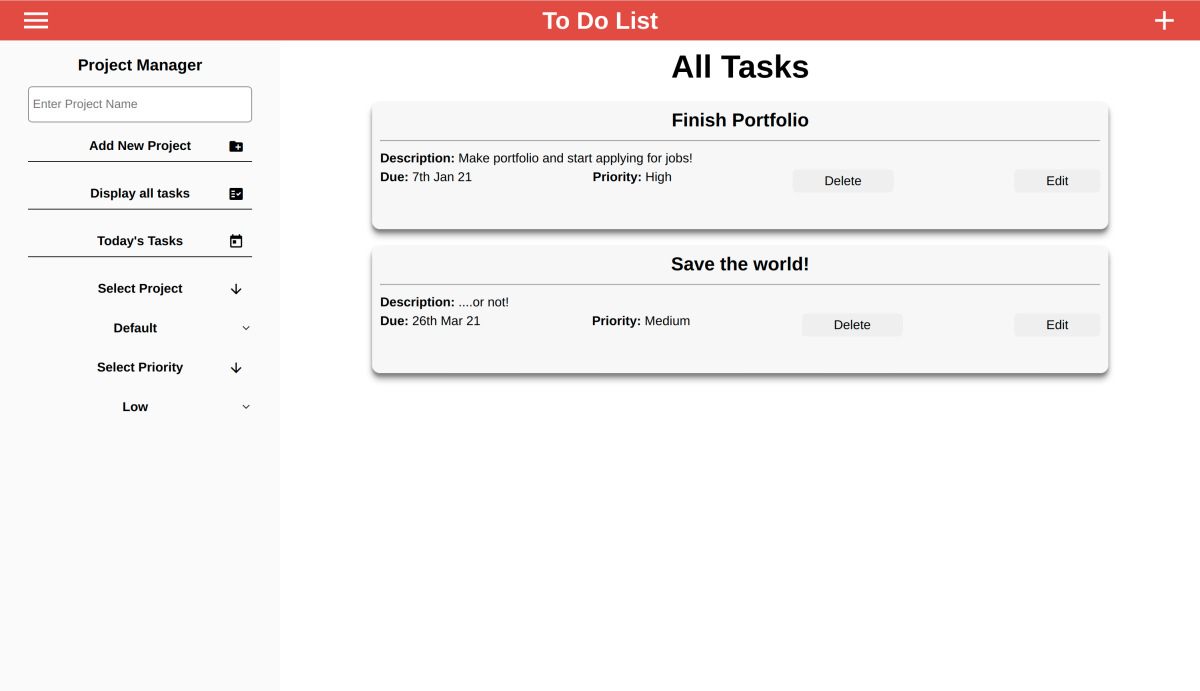 To Do List
Project Manager
Enter Project Name
Add New Project
Display all tasks
Today's Tasks
Select Project
Default
Select Priority
Low
All Tasks
Finish Portfolio
Description: Make portfolio and start applying for jobs!
Due: 7th Jan 21 Priority: High Delete Edit
Save the world!
Description: ....or not!
Due: 26th Mar 21 Priority: Medium Delete Edit